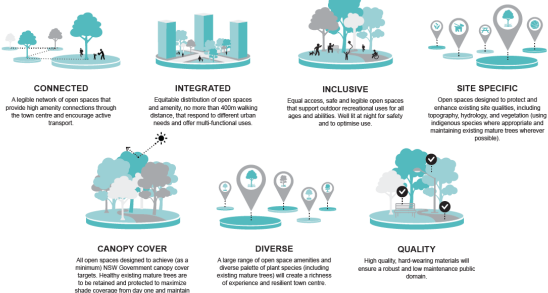 CONNECTED
A legible network of open spaces that
provide high amenity connections through
the town centre and encourage active
transport.
INTEGRATED
Equitable distribution of open spaces
and amenity, no more than 400m walking
distance, that respond to different urban
needs and offer multi-functional uses.
INCLUSIVE
Equal access, safe and legible open spaces
that support outdoor recreational uses for all
ages and abilities. Well lit at night for safety
and to optimise use.
SITE SPECIFIC
Open spaces designed to protect and
enhance existing site qualities, including
topography, hydrology, and vegetation (using
indigenous species where appropriate and
maintaining existing mature trees wherever
possible).
CANOPY COVER
All open spaces designed to achieve (as a
minimum) NSW Government canopy cover
targets. Healthy existing mature trees are
to be retained and protected to maximize
shade coverage from day one and maintain
DIVERSE
A large range of open space amenities and
diverse palette of plant species (including
existing mature trees) will create a richness
of experience and resilient town centre.
QUALITY
High quality, hard-wearing materials will
ensure a robust and low maintenance public
domain.